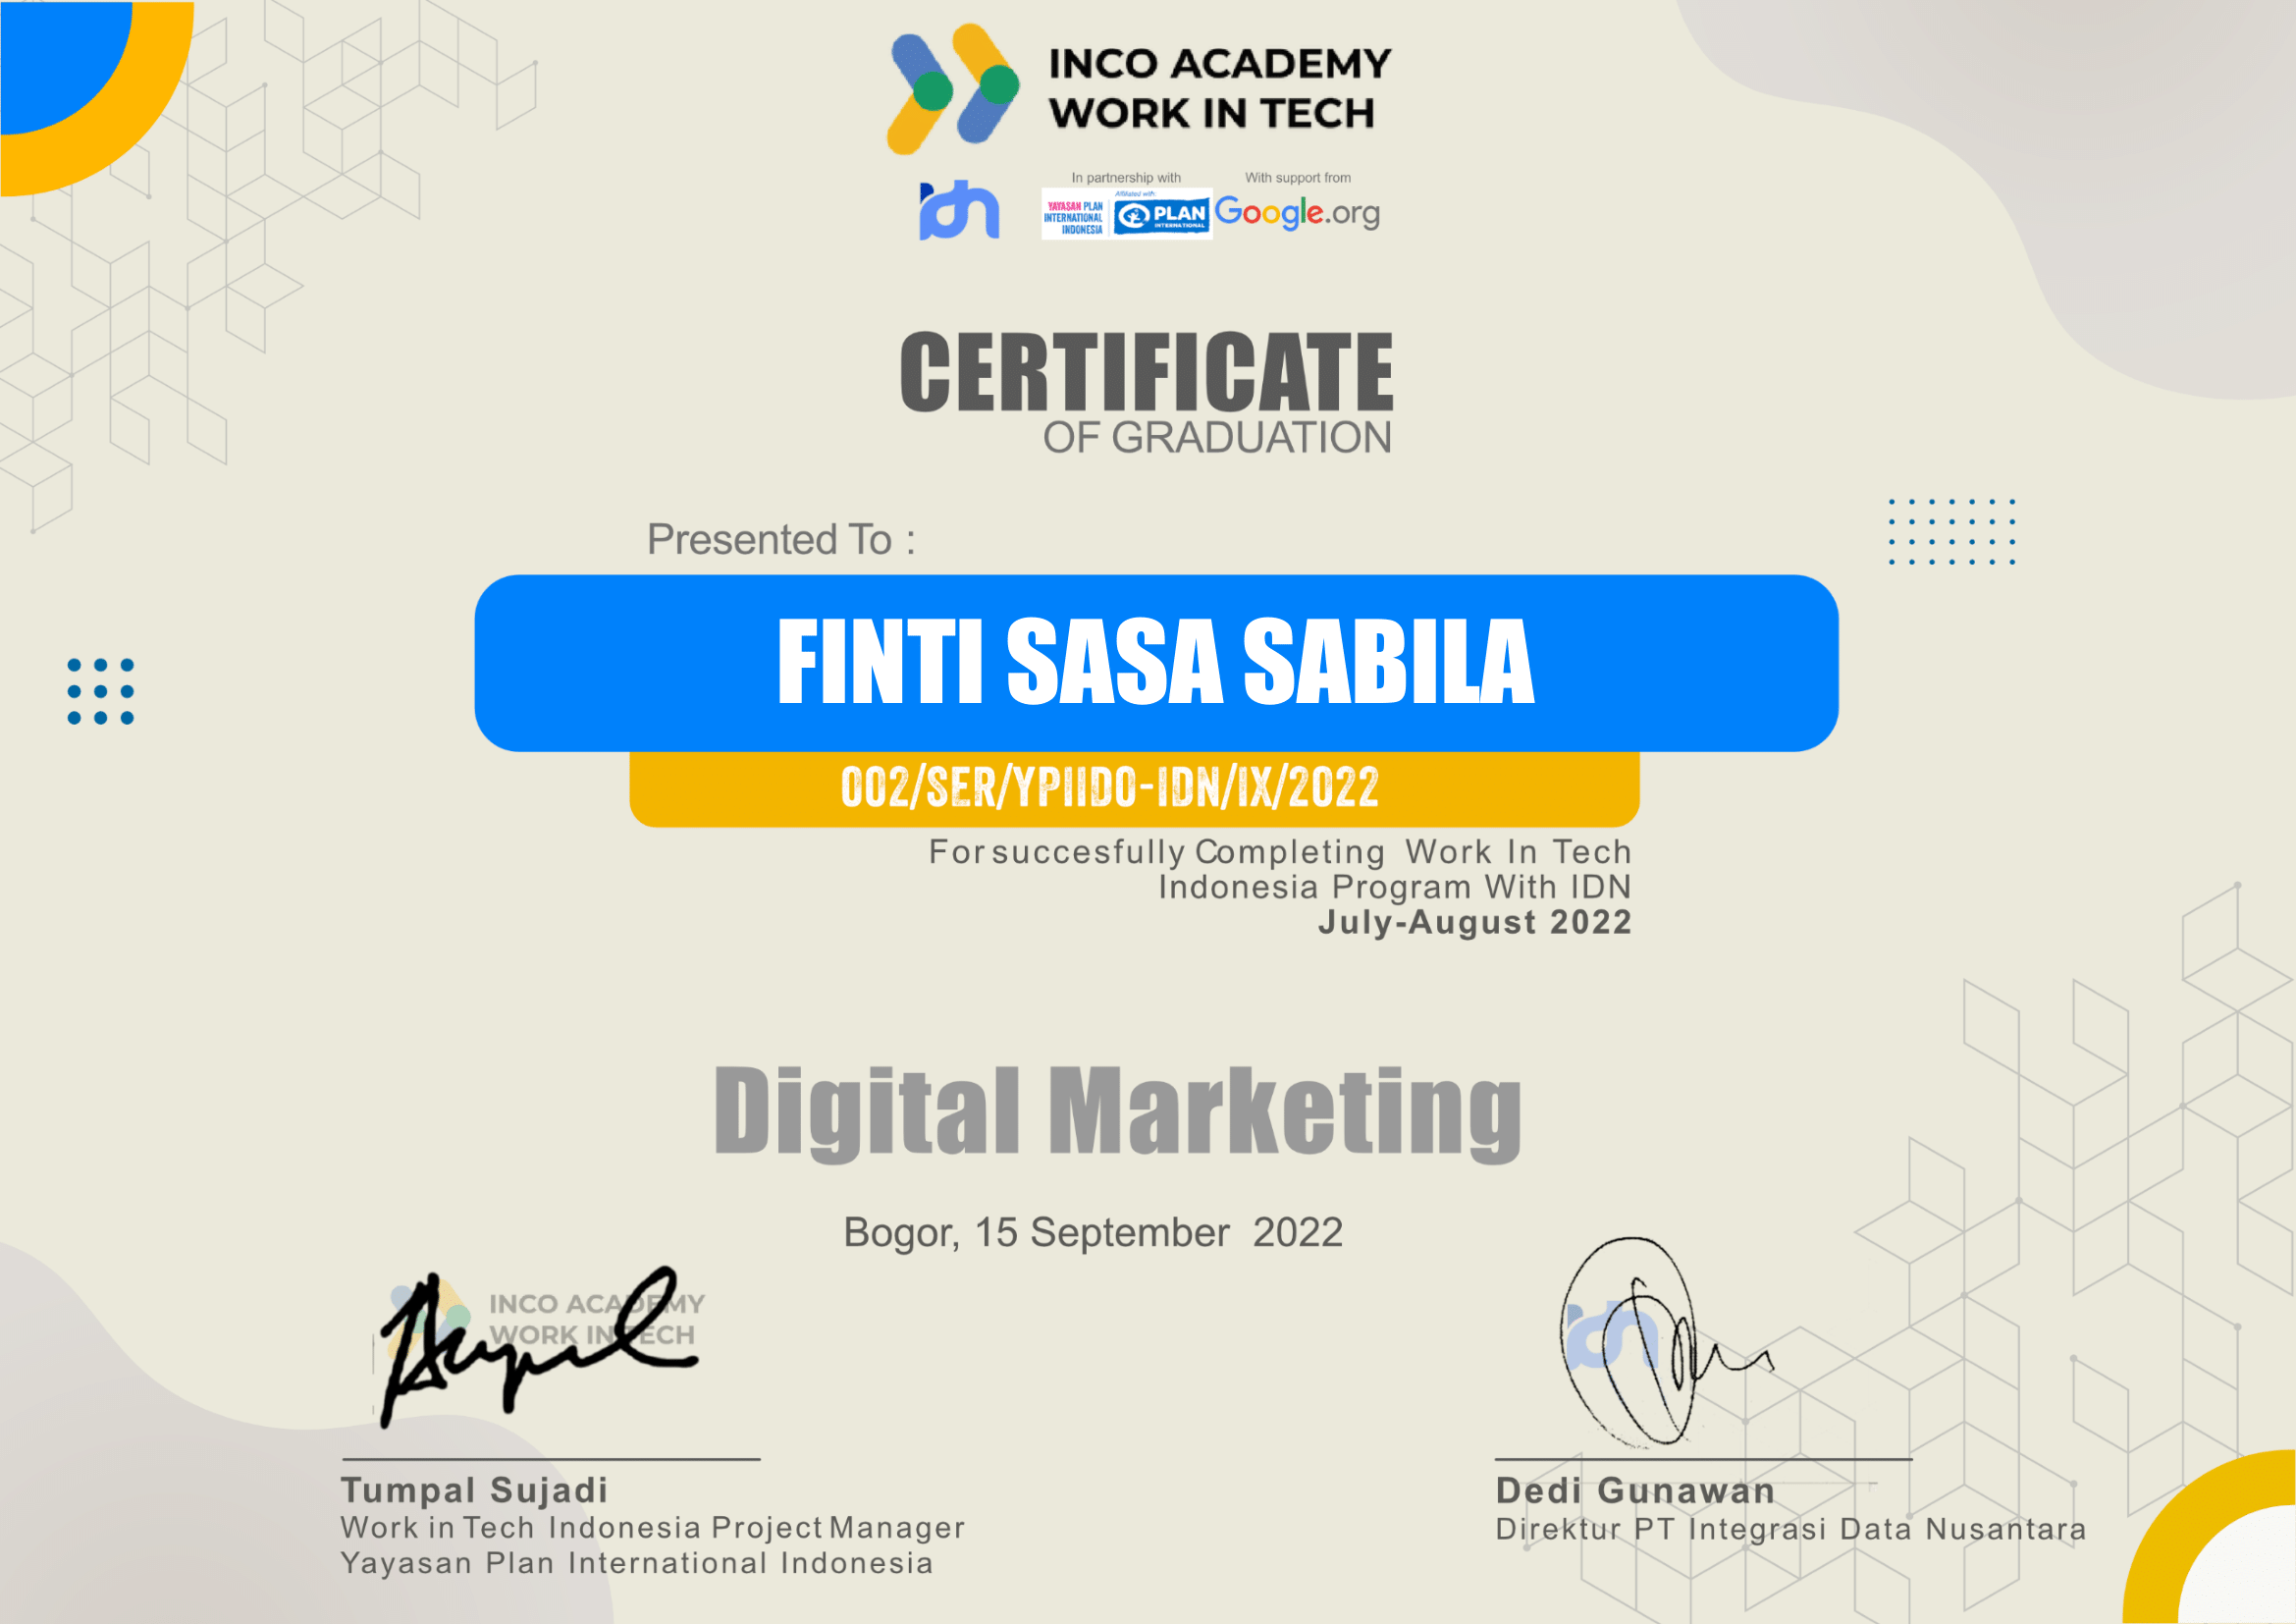 INCO ACADEMY
WORK IN TECH
In partnership with
With support from
YAYASAN PLAN
INTERNATIONAL
INDONESIA
Affiliated with
PLAN
INTERNATIONAL
Google.org
idn
CERTIFICATE
OF GRADUATION
Presented To :
FINTI SASA SABILA
002/SER/YPIIDO-IDN/IX/2022
For succesfully Completing Work In Tech
Indonesia Program With IDN
July-August 2022
Digital Marketing
Bogor, 15 September 2022
INCO ACADEMY
WORK IN TECH
idn
Tumpal Sujadi
Work in Tech Indonesia Project Manager
Yayasan Plan International Indonesia
Dedi Gunawan
Direktur PT Integrasi Data Nusantara